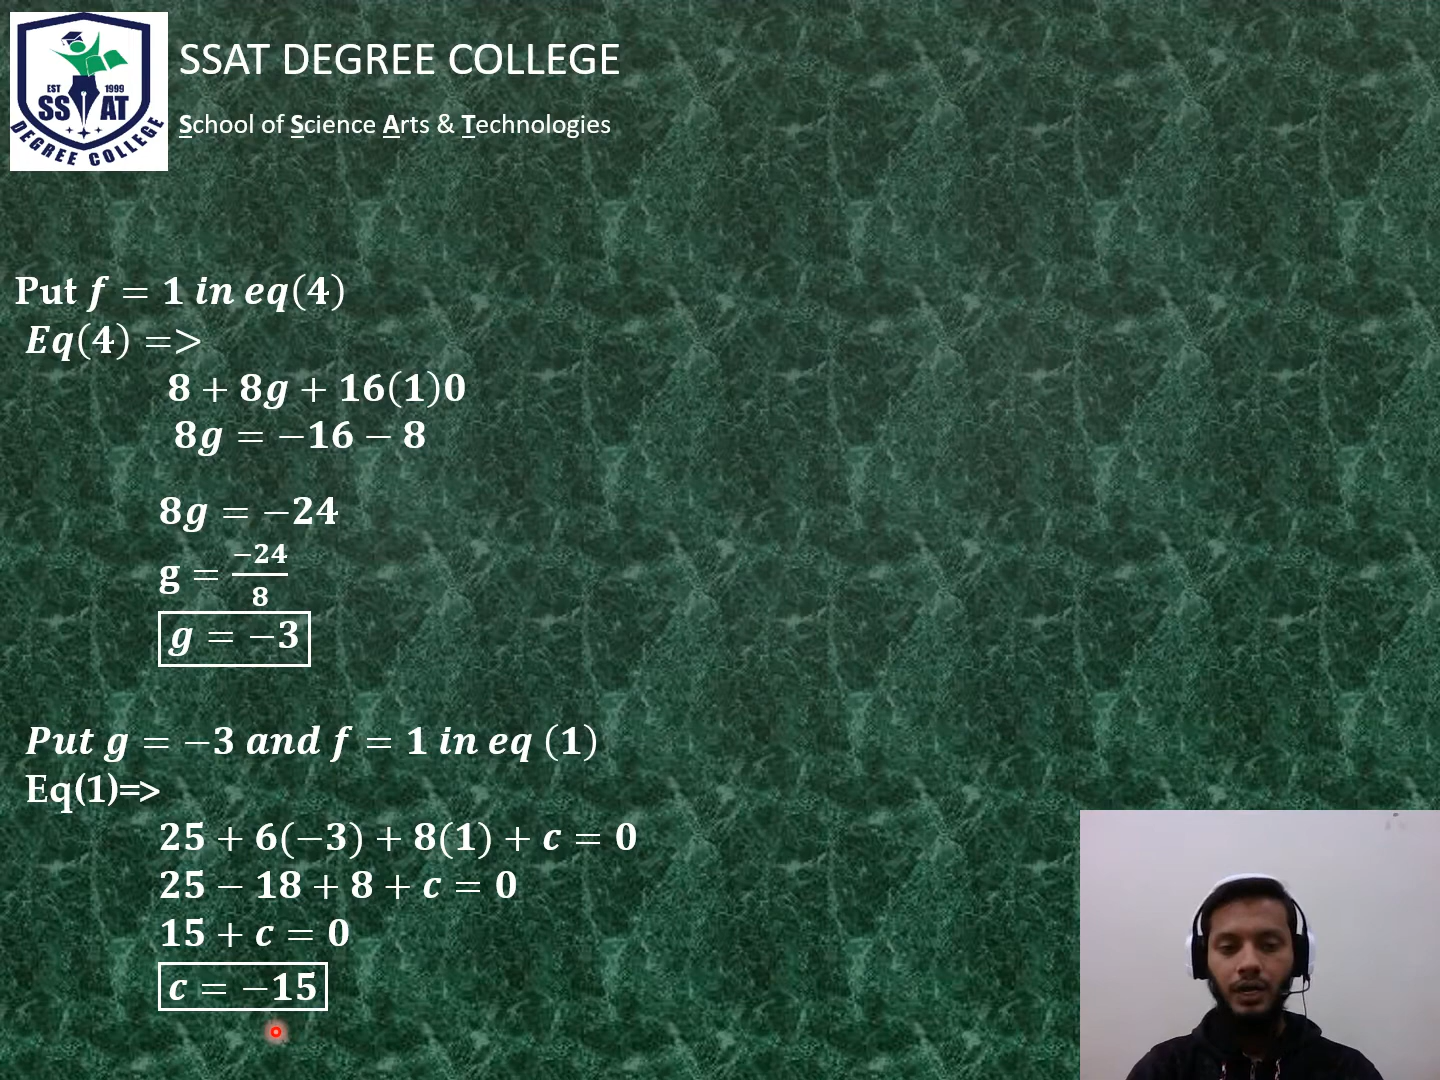 EST 1999
SS AT
DEGREE COLLEGE
SSAT DEGREE COLLEGE
School of Science Arts & Technologies
Put f = 1 in eq(4)
Eq(4) =>
8 + 8g + 16(1)0
8g = −16 − 8
8g = −24
g = −24/8
g = −3
Put g = −3 and f = 1 in eq (1)
Eq(1)=>
25 + 6(−3) + 8(1) + c = 0
25 − 18 + 8 + c = 0
15 + c = 0
c = −15